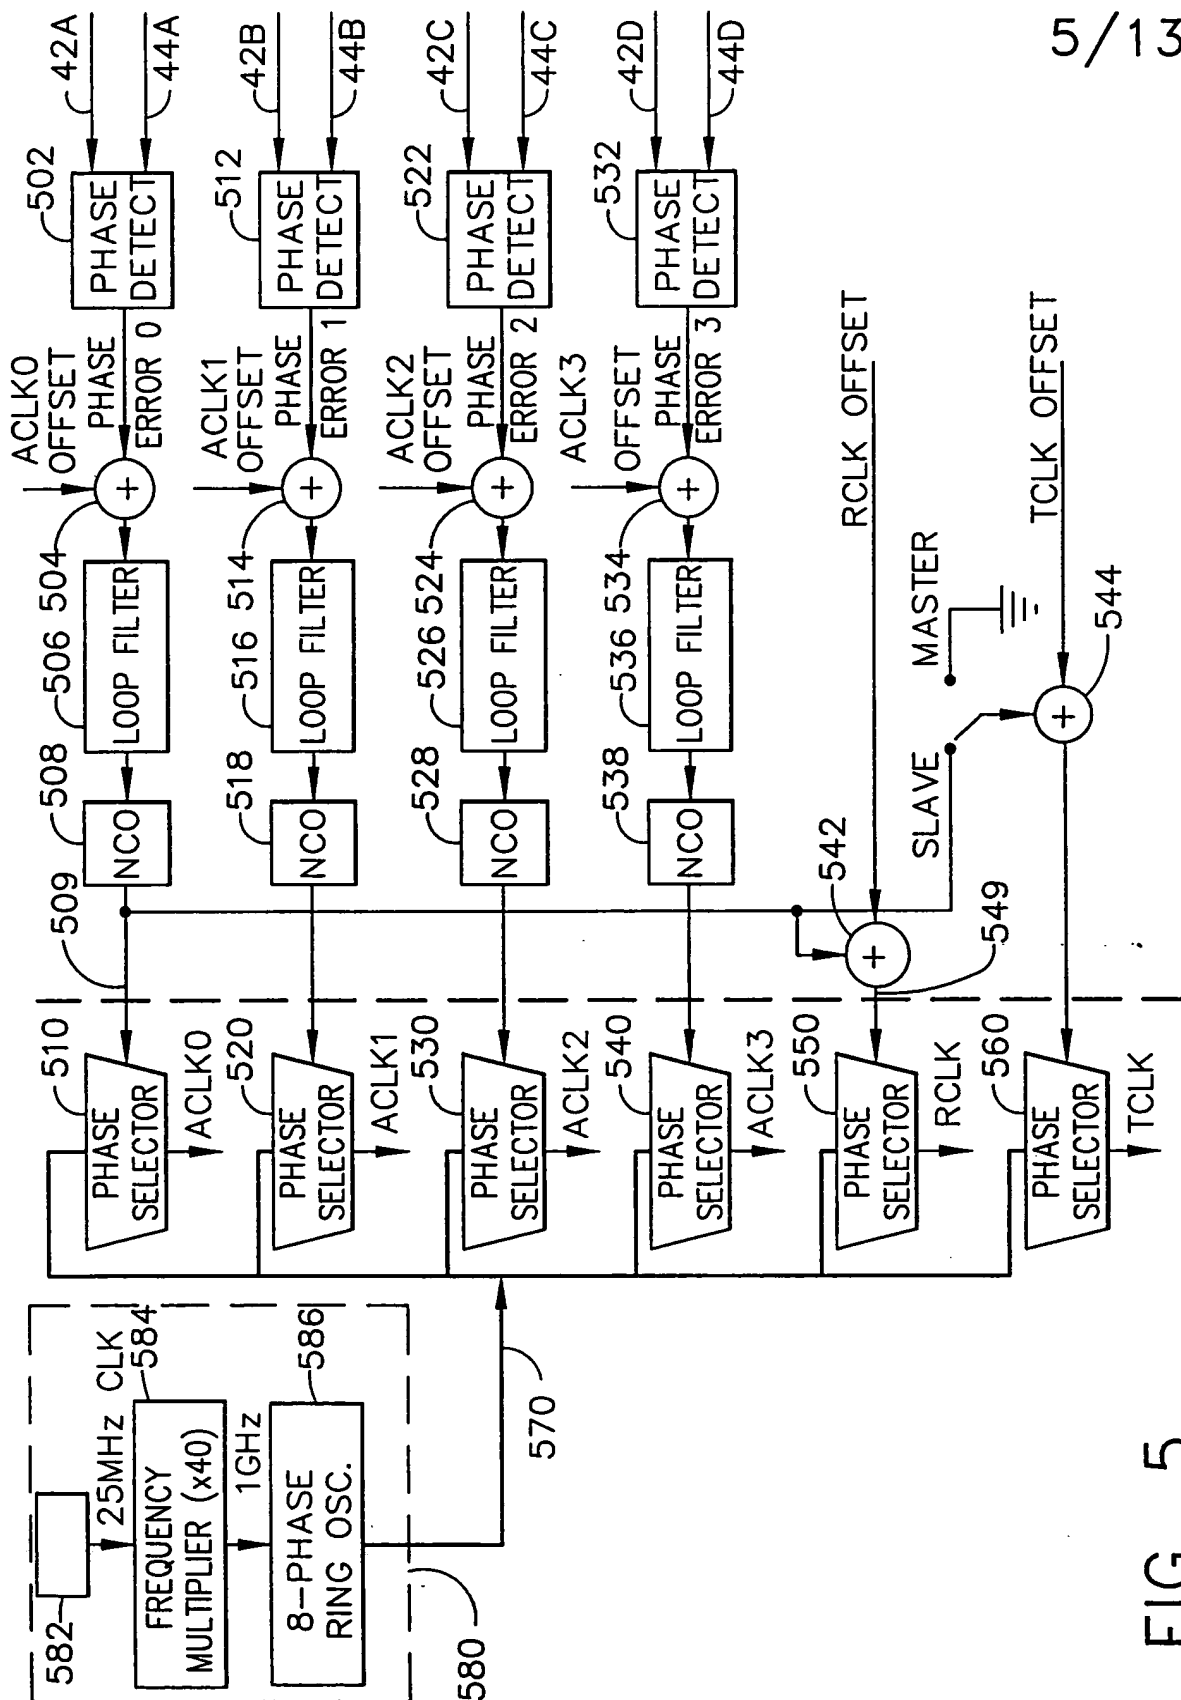 5/13
42A
44A
502
PHASE
DETECT
ACLK0
OFFSET
PHASE
ERROR 0
504
+
506
LOOP FILTER
508
NCO
509
510
PHASE
SELECTOR
ACLK0
42B
44B
512
PHASE
DETECT
ACLK1
OFFSET
PHASE
ERROR 1
514
+
516
LOOP FILTER
518
NCO
520
PHASE
SELECTOR
ACLK1
42C
44C
522
PHASE
DETECT
ACLK2
OFFSET
PHASE
ERROR 2
524
+
526
LOOP FILTER
528
NCO
530
PHASE
SELECTOR
ACLK2
42D
44D
532
PHASE
DETECT
ACLK3
OFFSET
PHASE
ERROR 3
534
+
536
LOOP FILTER
538
NCO
540
PHASE
SELECTOR
ACLK3
RCLK OFFSET
542
+
549
550
PHASE
SELECTOR
RCLK
SLAVE
MASTER
TCLK OFFSET
544
+
560
PHASE
SELECTOR
TCLK
582
25MHz CLK
584
FREQUENCY
MULTIPLIER (x40)
1GHz
586
8-PHASE
RING OSC.
570
580
FIG. 5